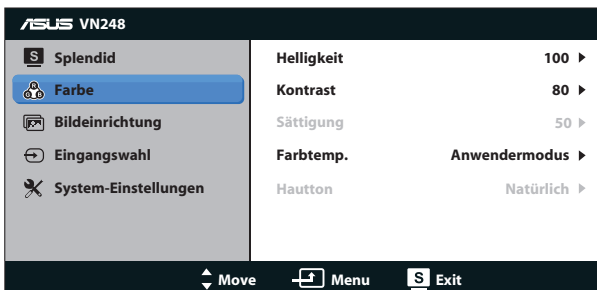 ASUS VN248
S Splendid
Farbe
Bildeinrichtung
Eingangswahl
System-Einstellungen
Helligkeit 100
Kontrast 80
Sättigung 50
Farbtemp. Anwendermodus
Hautton Natürlich
Move Menu S Exit